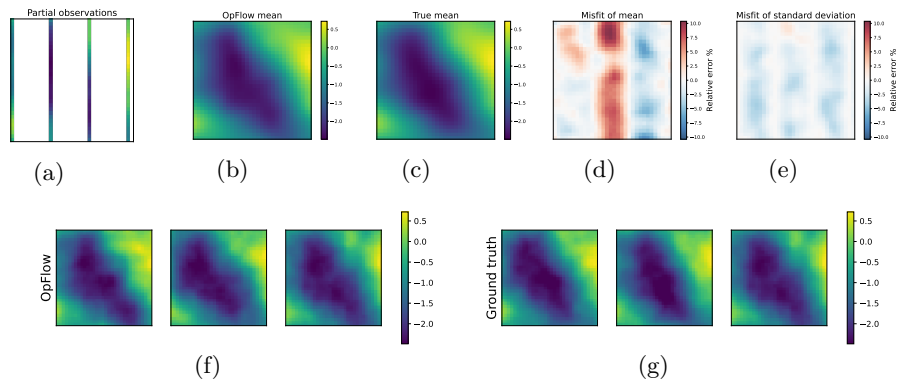 Partial observations
OpFlow mean
True mean
Misfit of mean
Misfit of standard deviation
0.5
0.0
−0.5
−1.0
−1.5
−2.0
0.5
0.0
−0.5
−1.0
−1.5
−2.0
10.0
7.5
5.0
2.5
0.0
−2.5
−5.0
−7.5
−10.0
Relative error %
10.0
7.5
5.0
2.5
0.0
−2.5
−5.0
−7.5
−10.0
Relative error %
(a)
(b)
(c)
(d)
(e)
OpFlow
0.5
0.0
−0.5
−1.0
−1.5
−2.0
Ground truth
0.5
0.0
−0.5
−1.0
−1.5
−2.0
(f)
(g)